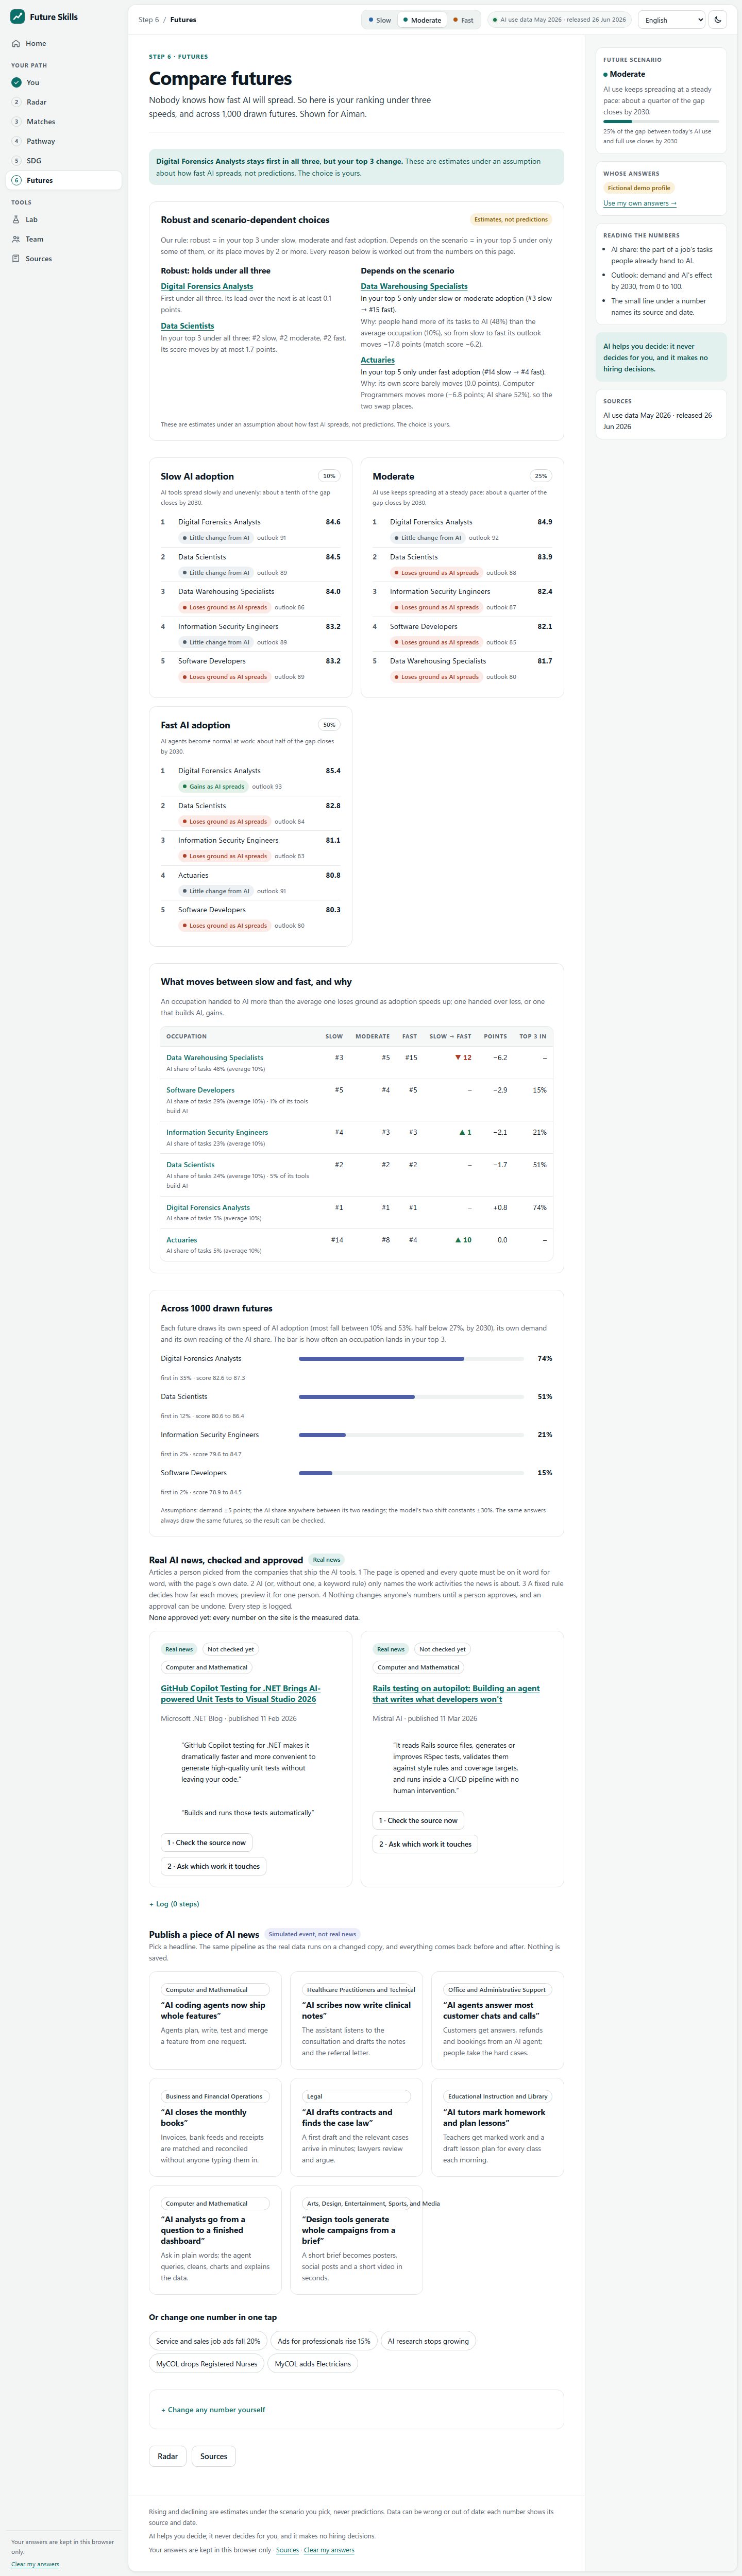 Future Skills
Home
YOUR PATH
You
2 Radar
3 Matches
4 Pathway
5 SDG
6 Futures
TOOLS
Lab
Team
Sources
Your answers are kept in this browser
only.
Clear my answers
Step 6 / Futures
Slow Moderate Fast
AI use data May 2026 · released 26 Jun 2026
English
STEP 6 · FUTURES
Compare futures
Nobody knows how fast AI will spread. So here is your ranking under three
speeds, and across 1,000 drawn futures. Shown for Aiman.
Digital Forensics Analysts stays first in all three, but your top 3 change. These are estimates under an assumption
about how fast AI spreads, not predictions. The choice is yours.
Robust and scenario-dependent choices
Estimates, not predictions
Our rule: robust = in your top 3 under slow, moderate and fast adoption. Depends on the scenario = in your top 5 under only
some of them, or its place moves by 2 or more. Every reason below is worked out from the numbers on this page.
Robust: holds under all three
Digital Forensics Analysts
First under all three. Its lead over the next is at least 0.1
points.
Data Scientists
In your top 3 under all three: #2 slow, #2 moderate, #2 fast.
Its score moves by at most 1.7 points.
Depends on the scenario
Data Warehousing Specialists
In your top 5 only under slow or moderate adoption (#3 slow
→ #15 fast).
Why: people hand more of its tasks to AI (48%) than the
average occupation (10%), so from slow to fast its outlook
moves −17.8 points (match score −6.2).
Actuaries
In your top 5 only under fast adoption (#14 slow → #4 fast).
Why: its own score barely moves (0.0 points). Computer
Programmers moves more (−6.8 points; AI share 52%), so the
two swap places.
These are estimates under an assumption about how fast AI spreads, not predictions. The choice is yours.
Slow AI adoption
10%
AI tools spread slowly and unevenly: about a tenth of the gap
closes by 2030.
1 Digital Forensics Analysts 84.6
Little change from AI outlook 91
2 Data Scientists 84.5
Little change from AI outlook 89
3 Data Warehousing Specialists 84.0
Loses ground as AI spreads outlook 86
4 Information Security Engineers 83.2
Little change from AI outlook 89
5 Software Developers 83.2
Loses ground as AI spreads outlook 89
Moderate
25%
AI use keeps spreading at a steady pace: about a quarter of the
gap closes by 2030.
1 Digital Forensics Analysts 84.9
Little change from AI outlook 92
2 Data Scientists 83.9
Loses ground as AI spreads outlook 88
3 Information Security Engineers 82.4
Loses ground as AI spreads outlook 87
4 Software Developers 82.1
Loses ground as AI spreads outlook 85
5 Data Warehousing Specialists 81.7
Loses ground as AI spreads outlook 80
Fast AI adoption
50%
AI agents become normal at work: about half of the gap closes
by 2030.
1 Digital Forensics Analysts 85.4
Gains as AI spreads outlook 93
2 Data Scientists 82.8
Loses ground as AI spreads outlook 84
3 Information Security Engineers 81.1
Loses ground as AI spreads outlook 83
4 Actuaries 80.8
Little change from AI outlook 91
5 Software Developers 80.3
Loses ground as AI spreads outlook 80
What moves between slow and fast, and why
An occupation handed to AI more than the average one loses ground as adoption speeds up; one handed over less, or one
that builds AI, gains.
OCCUPATION SLOW MODERATE FAST SLOW → FAST POINTS TOP 3 IN
Data Warehousing Specialists #3 #5 #15 ▼ 12 −6.2 –
AI share of tasks 48% (average 10%)
Software Developers #5 #4 #5 – −2.9 15%
AI share of tasks 29% (average 10%) · 1% of its tools
build AI
Information Security Engineers #4 #3 #3 ▲ 1 −2.1 21%
AI share of tasks 23% (average 10%)
Data Scientists #2 #2 #2 – −1.7 51%
AI share of tasks 24% (average 10%) · 5% of its tools
build AI
Digital Forensics Analysts #1 #1 #1 – +0.8 74%
AI share of tasks 5% (average 10%)
Actuaries #14 #8 #4 ▲ 10 0.0 –
AI share of tasks 5% (average 10%)
Across 1000 drawn futures
Each future draws its own speed of AI adoption (most fall between 10% and 53%, half below 27%, by 2030), its own demand
and its own reading of the AI share. The bar is how often an occupation lands in your top 3.
Digital Forensics Analysts 74%
first in 35% · score 82.6 to 87.3
Data Scientists 51%
first in 12% · score 80.6 to 86.4
Information Security Engineers 21%
first in 2% · score 79.6 to 84.7
Software Developers 15%
first in 2% · score 78.9 to 84.5
Assumptions: demand ±5 points; the AI share anywhere between its two readings; the model's two shift constants ±30%. The same answers
always draw the same futures, so the result can be checked.
Real AI news, checked and approved
Real news
Articles a person picked from the companies that ship the AI tools. 1 The page is opened and every quote must be on it word for
word, with the page's own date. 2 AI (or, without one, a keyword rule) only names the work activities the news is about. 3 A fixed rule
decides how far each moves; preview it for one person. 4 Nothing changes anyone's numbers until a person approves, and an
approval can be undone. Every step is logged.
None approved yet: every number on the site is the measured data.
Real news Not checked yet
Computer and Mathematical
GitHub Copilot Testing for .NET Brings AI-
powered Unit Tests to Visual Studio 2026
Microsoft .NET Blog · published 11 Feb 2026
"GitHub Copilot testing for .NET makes it
dramatically faster and more convenient to
generate high-quality unit tests without
leaving your code."
"Builds and runs those tests automatically"
1 · Check the source now
2 · Ask which work it touches
Real news Not checked yet
Computer and Mathematical
Rails testing on autopilot: Building an agent
that writes what developers won't
Mistral AI · published 11 Mar 2026
"It reads Rails source files, generates or
improves RSpec tests, validates them
against style rules and coverage targets,
and runs inside a CI/CD pipeline with no
human intervention."
1 · Check the source now
2 · Ask which work it touches
+ Log (0 steps)
Publish a piece of AI news
Simulated event, not real news
Pick a headline. The same pipeline as the real data runs on a changed copy, and everything comes back before and after. Nothing is
saved.
Computer and Mathematical
"AI coding agents now ship
whole features"
Agents plan, write, test and merge
a feature from one request.
Healthcare Practitioners and Technical
"AI scribes now write clinical
notes"
The assistant listens to the
consultation and drafts the notes
and the referral letter.
Office and Administrative Support
"AI agents answer most
customer chats and calls"
Customers get answers, refunds
and bookings from an AI agent;
people take the hard cases.
Business and Financial Operations
"AI closes the monthly
books"
Invoices, bank feeds and receipts
are matched and reconciled
without anyone typing them in.
Legal
"AI drafts contracts and
finds the case law"
A first draft and the relevant cases
arrive in minutes; lawyers review
and argue.
Educational Instruction and Library
"AI tutors mark homework
and plan lessons"
Teachers get marked work and a
draft lesson plan for every class
each morning.
Computer and Mathematical
"AI analysts go from a
question to a finished
dashboard"
Ask in plain words; the agent
queries, cleans, charts and explains
the data.
Arts, Design, Entertainment, Sports, and Media
"Design tools generate
whole campaigns from a
brief"
A short brief becomes posters,
social posts and a short video in
seconds.
Or change one number in one tap
Service and sales job ads fall 20%
Ads for professionals rise 15%
AI research stops growing
MyCOL drops Registered Nurses
MyCOL adds Electricians
+ Change any number yourself
Radar
Sources
Rising and declining are estimates under the scenario you pick, never predictions. Data can be wrong or out of date: each number shows its
source and date.
AI helps you decide; it never decides for you, and it makes no hiring decisions.
Your answers are kept in this browser only · Sources · Clear my answers
FUTURE SCENARIO
Moderate
AI use keeps spreading at a steady
pace: about a quarter of the gap
closes by 2030.
25% of the gap between today's AI use
and full use closes by 2030
WHOSE ANSWERS
Fictional demo profile
Use my own answers →
READING THE NUMBERS
AI share: the part of a job's tasks
people already hand to AI.
Outlook: demand and AI's effect
by 2030, from 0 to 100.
The small line under a number
names its source and date.
AI helps you decide; it never
decides for you, and it makes no
hiring decisions.
SOURCES
AI use data May 2026 · released 26
Jun 2026